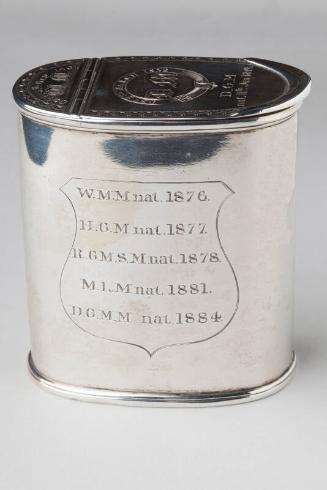 D.G.M
W.M.M nat. 1876.
H.G.M nat. 1877.
R.G.M.S.M nat. 1878.
M.L.M nat. 1881.
D.G.M.M. nat 1884